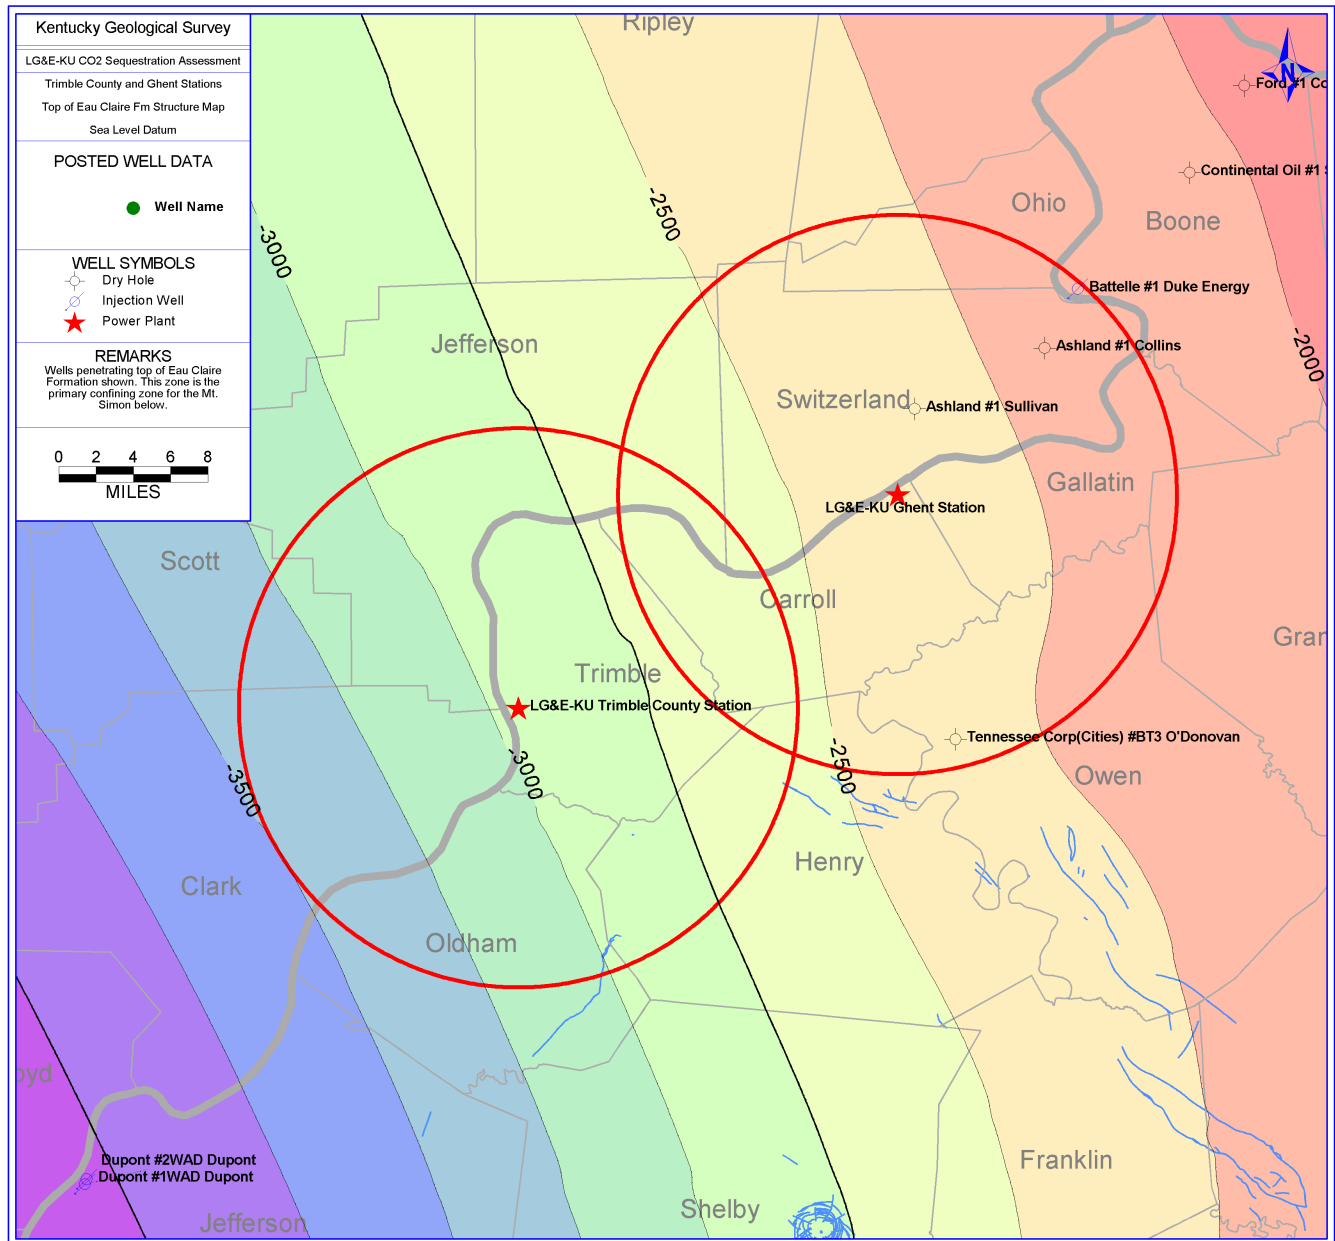 Kentucky Geological Survey
LG&E-KU CO2 Sequestration Assessment
Trimble County and Ghent Stations
Top of Eau Claire Fm Structure Map
Sea Level Datum
POSTED WELL DATA
Well Name
WELL SYMBOLS
Dry Hole
Injection Well
Power Plant
REMARKS
Wells penetrating top of Eau Claire
Formation shown. This zone is the
primary confining zone for the Mt.
Simon below.
0 2 4 6 8
MILES
Ripley
N
Ford #1 Co
Continental Oil #1 S
Ohio
Boone
-2500
-3000
Battelle #1 Duke Energy
Jefferson
Ashland #1 Collins
-2000
Switzerland
Ashland #1 Sullivan
Gallatin
LG&E-KU Ghent Station
Scott
Carroll
Gran
Trimble
LG&E-KU Trimble County Station
Tennessee Corp(Cities) #BT3 O'Donovan
-3000
-2500
-3500
Owen
Henry
Clark
Oldham
oyd
Dupont #2WAD Dupont
Dupont #1WAD Dupont
Franklin
Shelby
Jefferson